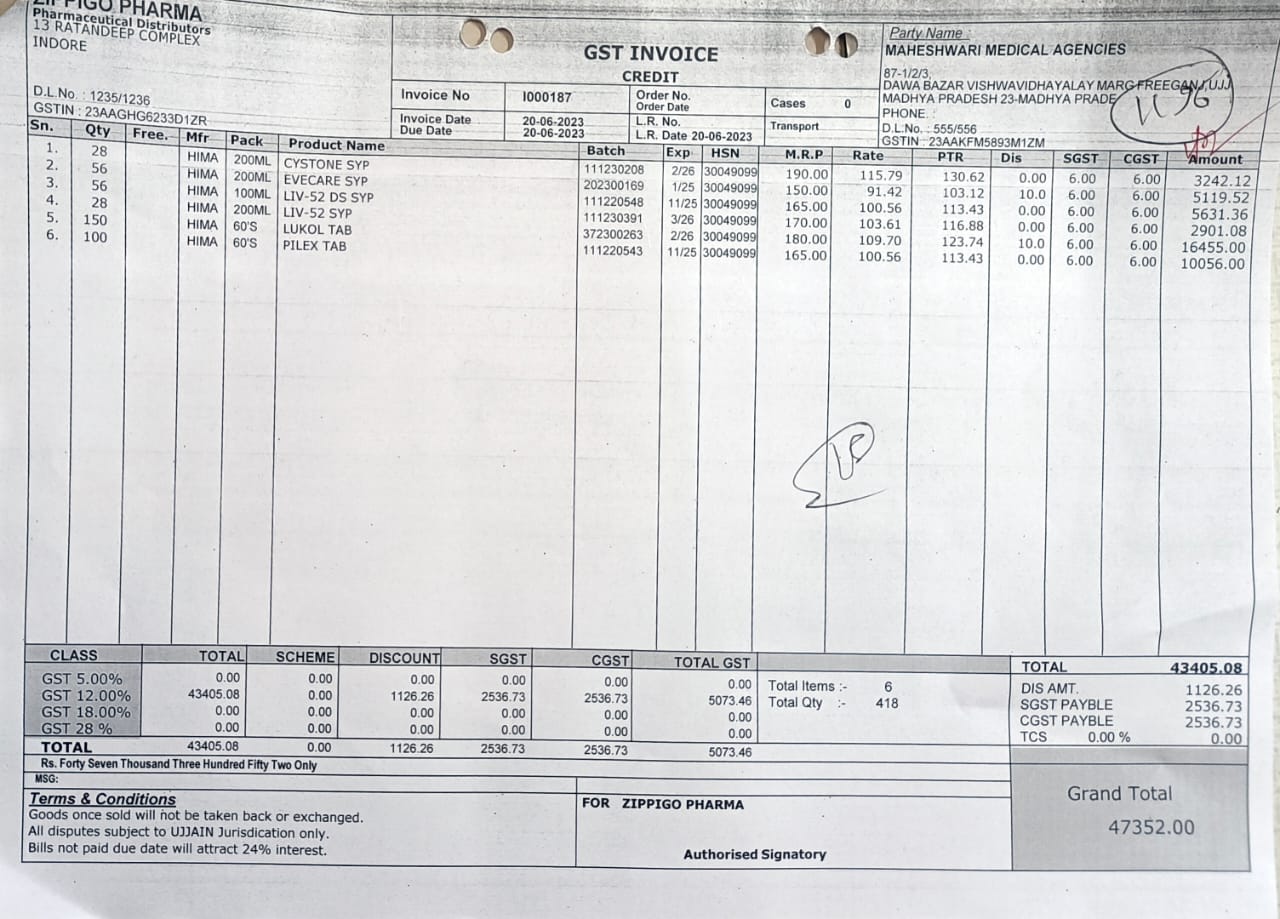 ZIPPIGO PHARMA
Pharmaceutical Distributors
13 RATANDEEP COMPLEX
INDORE
D.L.No. : 1235/1236
GSTIN : 23AAGHG6233D1ZR
GST INVOICE
CREDIT
Invoice No I000187 Order No.
Order Date
Cases 0
Invoice Date 20-06-2023 L.R. No.
Due Date 20-06-2023 L.R. Date 20-06-2023
Transport
Party Name :
MAHESHWARI MEDICAL AGENCIES
87-1/2/3,
DAWA BAZAR VISHWAVIDHAYALAY MARG FREEGANJ,UJJ
MADHYA PRADESH 23-MADHYA PRADE
PHONE. :
D.L.No. : 555/556
GSTIN : 23AAKFM5893M1ZM
1196
Sn. Qty Free. Mfr Pack Product Name Batch Exp HSN M.R.P Rate PTR Dis SGST CGST Amount
1. 28 HIMA 200ML CYSTONE SYP 111230208 2/26 30049099 190.00 115.79 130.62 0.00 6.00 6.00 3242.12
2. 56 HIMA 200ML EVECARE SYP 202300169 1/25 30049099 150.00 91.42 103.12 10.0 6.00 6.00 5119.52
3. 56 HIMA 100ML LIV-52 DS SYP 111220548 11/25 30049099 165.00 100.56 113.43 0.00 6.00 6.00 5631.36
4. 28 HIMA 200ML LIV-52 SYP 111230391 3/26 30049099 170.00 103.61 116.88 0.00 6.00 6.00 2901.08
5. 150 HIMA 60'S LUKOL TAB 372300263 2/26 30049099 180.00 109.70 123.74 10.0 6.00 6.00 16455.00
6. 100 HIMA 60'S PILEX TAB 111220543 11/25 30049099 165.00 100.56 113.43 0.00 6.00 6.00 10056.00
CLASS TOTAL SCHEME DISCOUNT SGST CGST TOTAL GST
GST 5.00% 0.00 0.00 0.00 0.00 0.00 0.00
GST 12.00% 43405.08 0.00 1126.26 2536.73 2536.73 5073.46
GST 18.00% 0.00 0.00 0.00 0.00 0.00 0.00
GST 28 % 0.00 0.00 0.00 0.00 0.00 0.00
TOTAL 43405.08 0.00 1126.26 2536.73 2536.73 5073.46
Total Items :- 6
Total Qty :- 418
TOTAL 43405.08
DIS AMT. 1126.26
SGST PAYBLE 2536.73
CGST PAYBLE 2536.73
TCS 0.00 % 0.00
Rs. Forty Seven Thousand Three Hundred Fifty Two Only
MSG:
Terms & Conditions
Goods once sold will not be taken back or exchanged.
All disputes subject to UJJAIN Jurisdication only.
Bills not paid due date will attract 24% interest.
FOR ZIPPIGO PHARMA
Authorised Signatory
Grand Total
47352.00